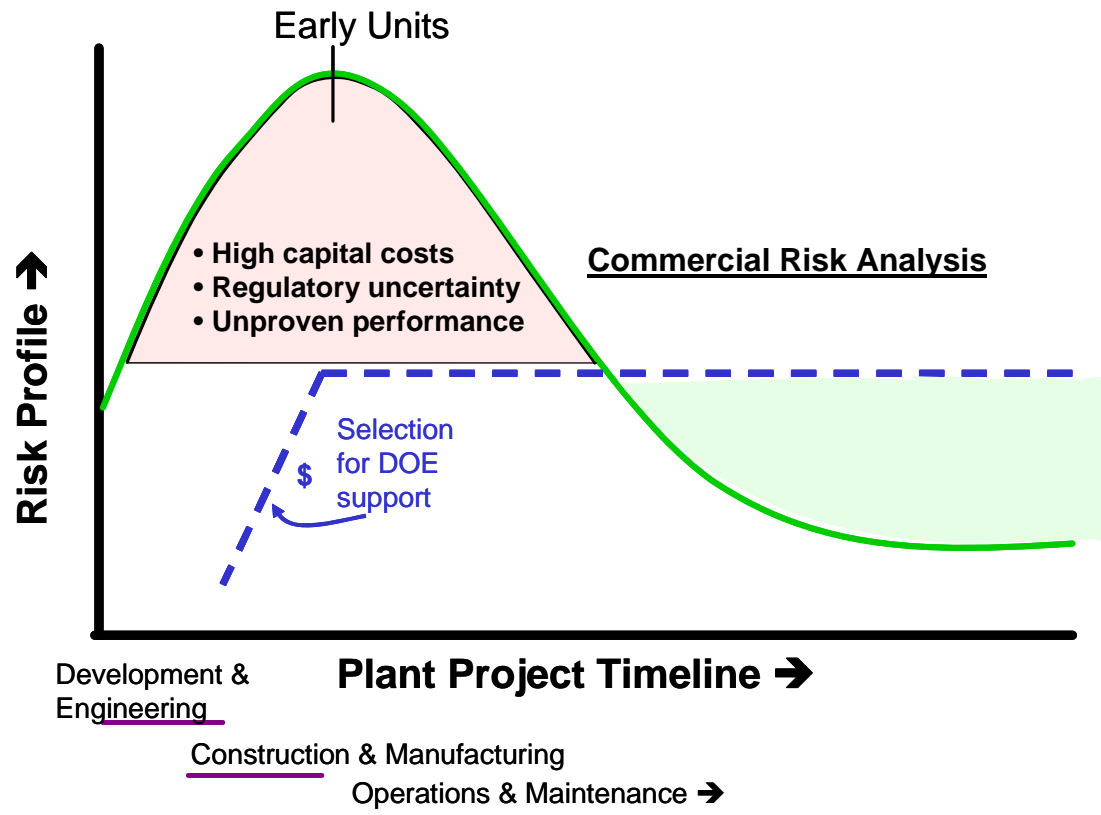 Early Units
• High capital costs
• Regulatory uncertainty
• Unproven performance
Commercial Risk Analysis
Risk Profile ➔
Selection
for DOE
support
$
Plant Project Timeline ➔
Development &
Engineering
Construction & Manufacturing
Operations & Maintenance ➔